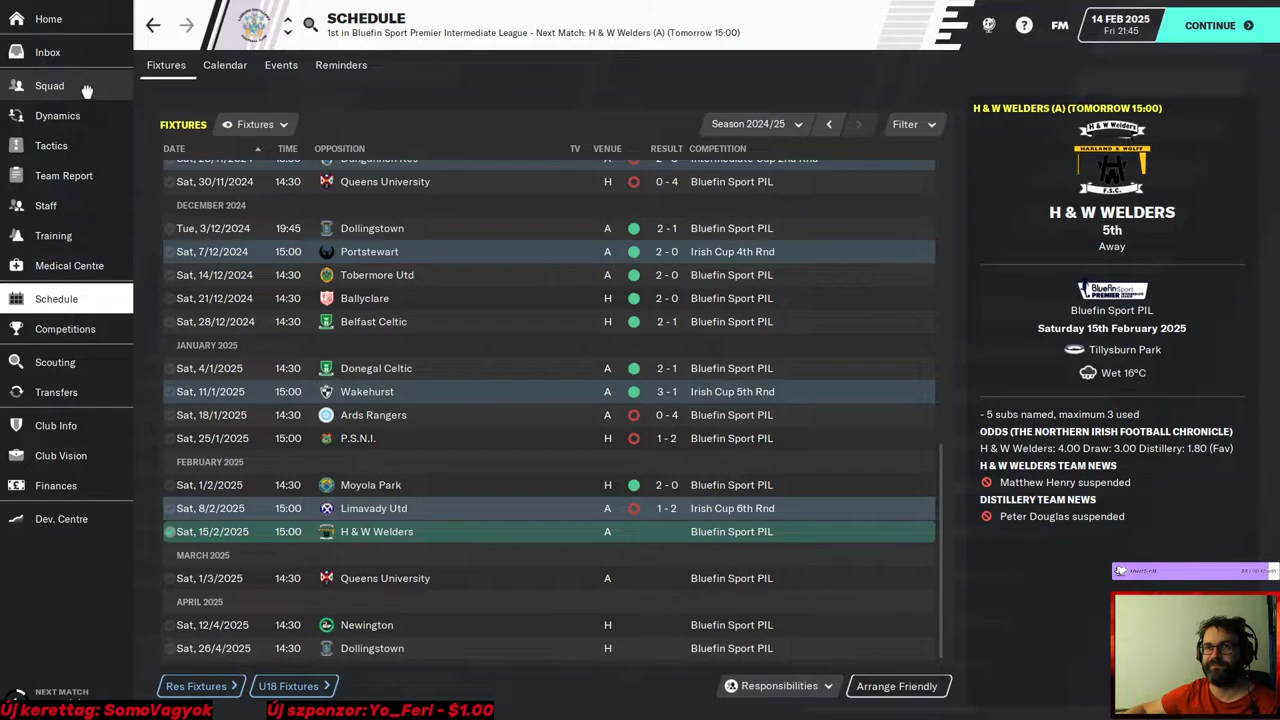 Home
Inbox
Squad
Dynamics
Tactics
Team Report
Staff
Training
Medical Centre
Schedule
Competitions
Scouting
Transfers
Club Info
Club Vision
Finances
Dev. Centre
NEXT MATCH
SCHEDULE
1st in Bluefin Sport Premier Intermediate League - Next Match: H & W Welders (A) (Tomorrow 15:00)
FM
14 FEB 2025
Fri 21:45
CONTINUE
Fixtures Calendar Events Reminders
FIXTURES Fixtures Season 2024/25 Filter
DATE TIME OPPOSITION TV VENUE RESULT COMPETITION
Sat, 30/11/2024 14:30 Queens University H 0 - 4 Bluefin Sport PIL
DECEMBER 2024
Tue, 3/12/2024 19:45 Dollingstown A 2 - 1 Bluefin Sport PIL
Sat, 7/12/2024 15:00 Portstewart A 2 - 0 Irish Cup 4th Rnd
Sat, 14/12/2024 14:30 Tobermore Utd A 2 - 0 Bluefin Sport PIL
Sat, 21/12/2024 14:30 Ballyclare H 2 - 0 Bluefin Sport PIL
Sat, 28/12/2024 14:30 Belfast Celtic H 2 - 1 Bluefin Sport PIL
JANUARY 2025
Sat, 4/1/2025 14:30 Donegal Celtic A 2 - 1 Bluefin Sport PIL
Sat, 11/1/2025 15:00 Wakehurst A 3 - 1 Irish Cup 5th Rnd
Sat, 18/1/2025 14:30 Ards Rangers A 0 - 4 Bluefin Sport PIL
Sat, 25/1/2025 15:00 P.S.N.I. H 1 - 2 Bluefin Sport PIL
FEBRUARY 2025
Sat, 1/2/2025 14:30 Moyola Park H 2 - 0 Bluefin Sport PIL
Sat, 8/2/2025 15:00 Limavady Utd A 1 - 2 Irish Cup 6th Rnd
Sat, 15/2/2025 15:00 H & W Welders A Bluefin Sport PIL
MARCH 2025
Sat, 1/3/2025 14:30 Queens University A Bluefin Sport PIL
APRIL 2025
Sat, 12/4/2025 14:30 Newington H Bluefin Sport PIL
Sat, 26/4/2025 14:30 Dollingstown H Bluefin Sport PIL
Res Fixtures U18 Fixtures Responsibilities Arrange Friendly
H & W WELDERS (A) (TOMORROW 15:00)
H & W Welders
HARLAND & WOLFF
F.S.C.
H & W WELDERS
5th
Away
Bluefin Sport
PREMIER INTERMEDIATE LEAGUE
Bluefin Sport PIL
Saturday 15th February 2025
Tillysburn Park
Wet 16°C
- 5 subs named, maximum 3 used
ODDS (THE NORTHERN IRISH FOOTBALL CHRONICLE)
H & W Welders: 4.00 Draw: 3.00 Distillery: 1.80 (Fav)
H & W WELDERS TEAM NEWS
Matthew Henry suspended
DISTILLERY TEAM NEWS
Peter Douglas suspended
Új kerettag: SomoVagyok Új szponzor:Yo_Feri - $1.00